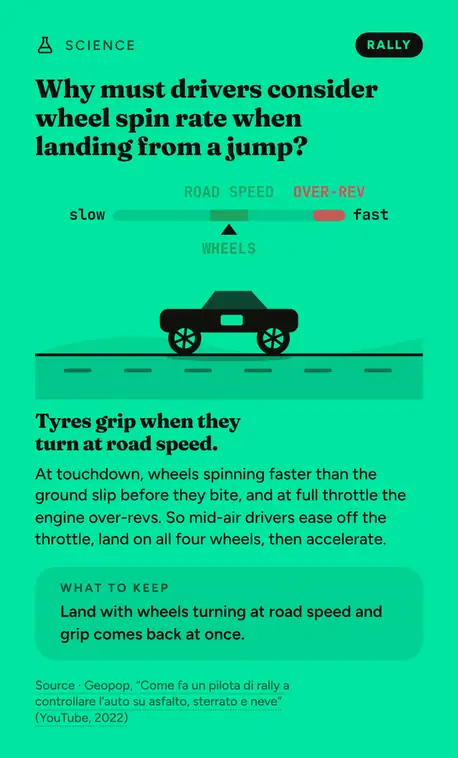 SCIENCE
RALLY
Why must drivers consider
wheel spin rate when
landing from a jump?
ROAD SPEED OVER-REV
slow fast
WHEELS
Tyres grip when they
turn at road speed.
At touchdown, wheels spinning faster than the
ground slip before they bite, and at full throttle the
engine over-revs. So mid-air drivers ease off the
throttle, land on all four wheels, then accelerate.
WHAT TO KEEP
Land with wheels turning at road speed and
grip comes back at once.
Source · Geopop, “Come fa un pilota di rally a
controllare l’auto su asfalto, sterrato e neve”
(YouTube, 2022)